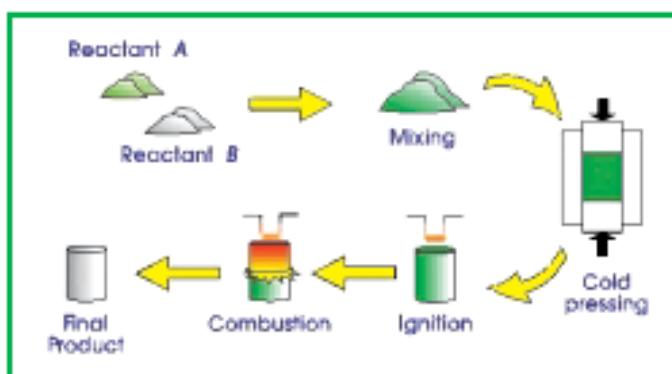 Reactant A
Reactant B
Mixing
Cold
pressing
Ignition
Combustion
Final
Product